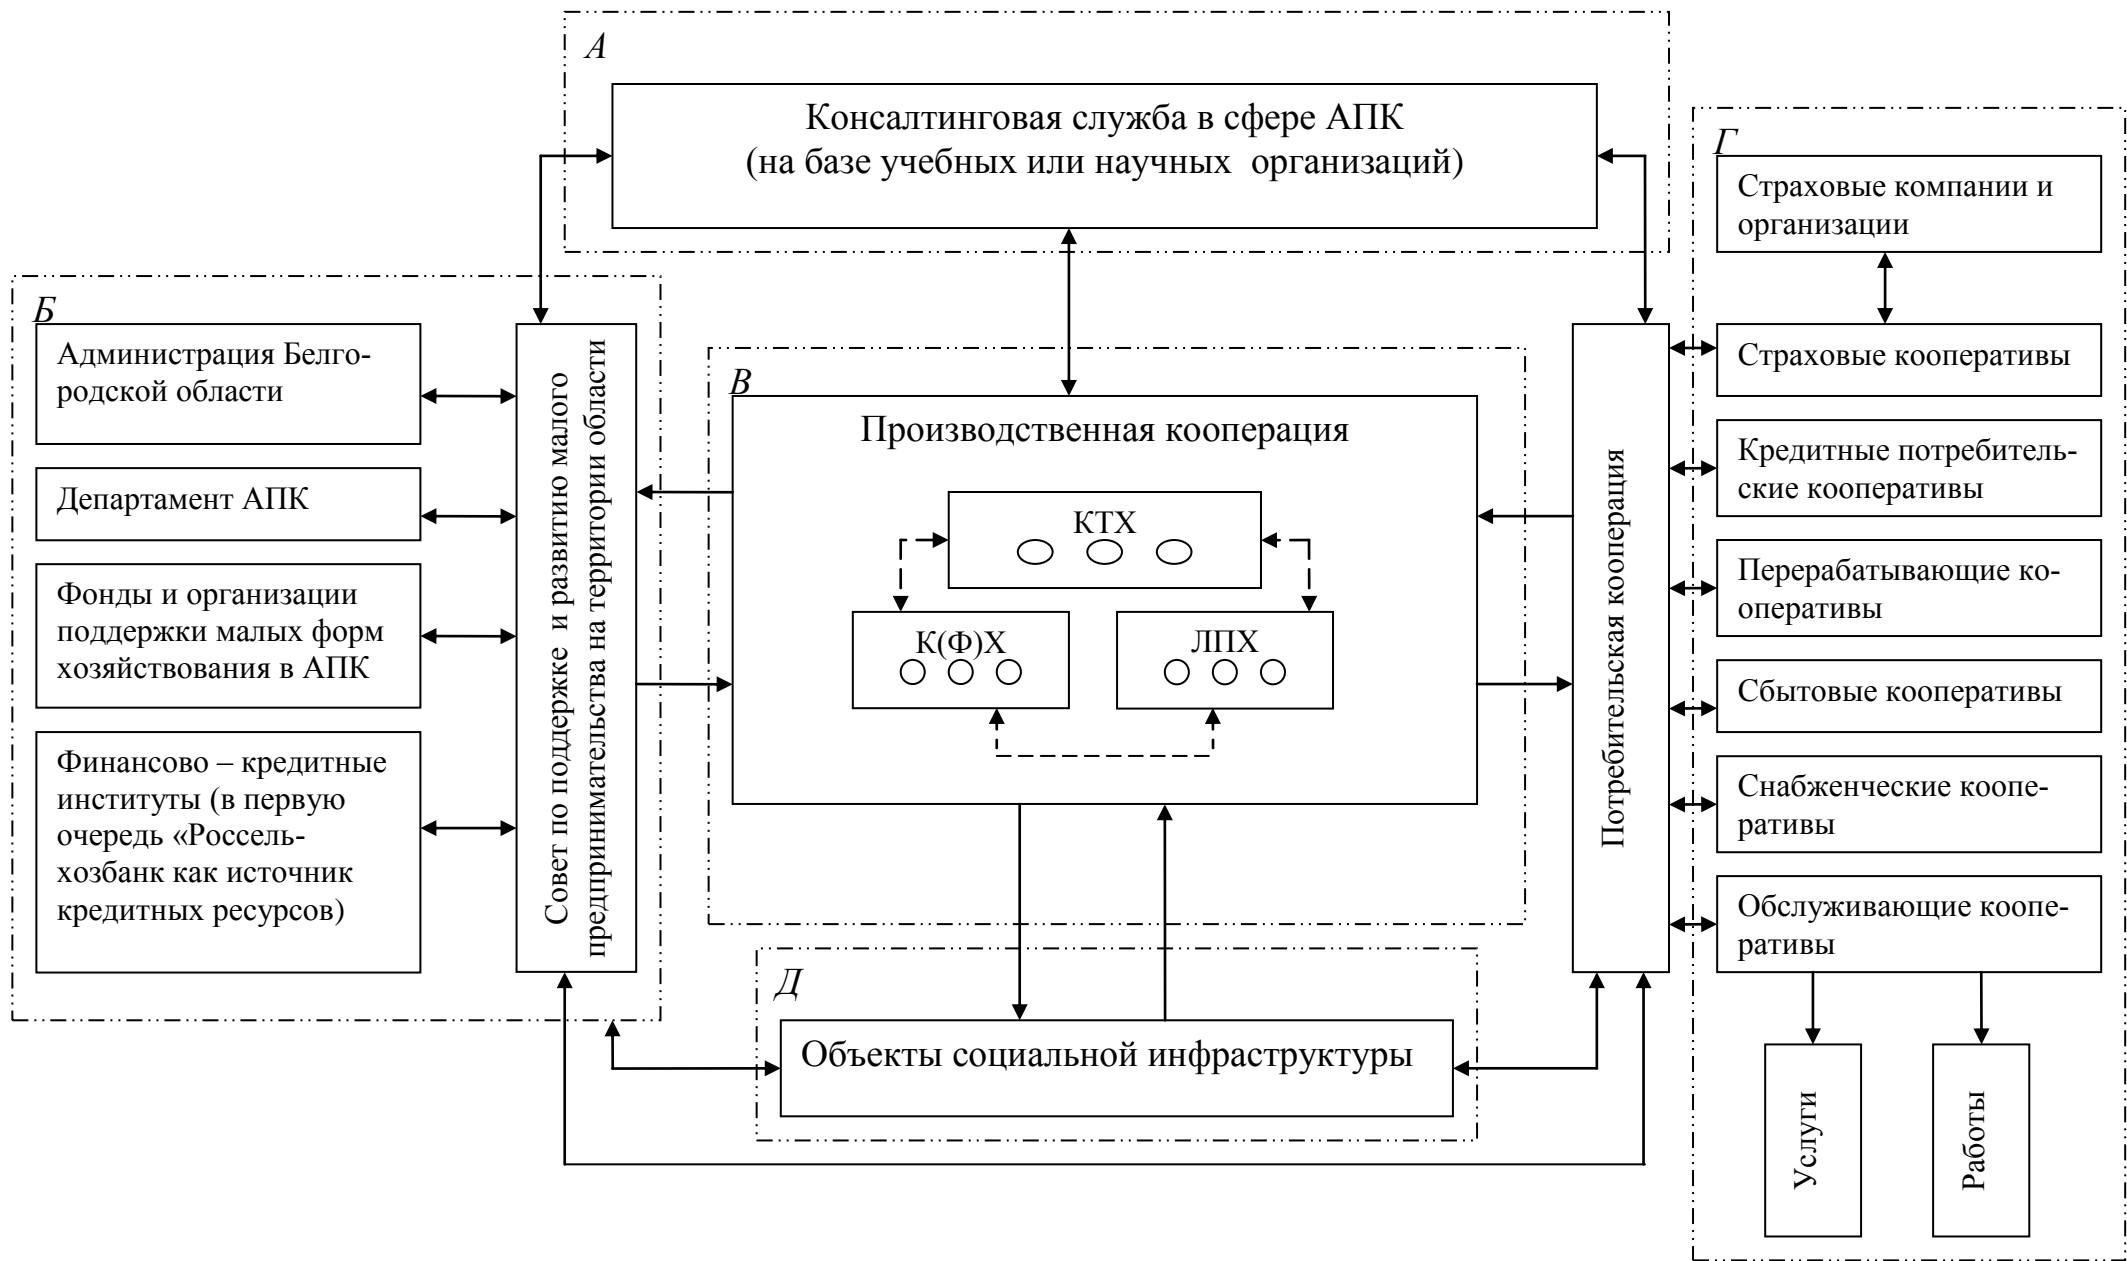 А
Консалтинговая служба в сфере АПК
(на базе учебных или научных организаций)
Б
Администрация Белго-
родской области
Департамент АПК
Фонды и организации
поддержки малых форм
хозяйствования в АПК
Финансово – кредитные
институты (в первую
очередь «Россель-
хозбанк как источник
кредитных ресурсов)
Совет по поддержке и развитию малого
предпринимательства на территории области
В
Производственная кооперация
КТХ
К(Ф)Х
ЛПХ
Д
Объекты социальной инфраструктуры
Потребительская кооперация
Г
Страховые компании и
организации
Страховые кооперативы
Кредитные потребитель-
ские кооперативы
Перерабатывающие ко-
оперативы
Сбытовые кооперативы
Снабженческие коопе-
ративы
Обслуживающие коопе-
ративы
Услуги
Работы